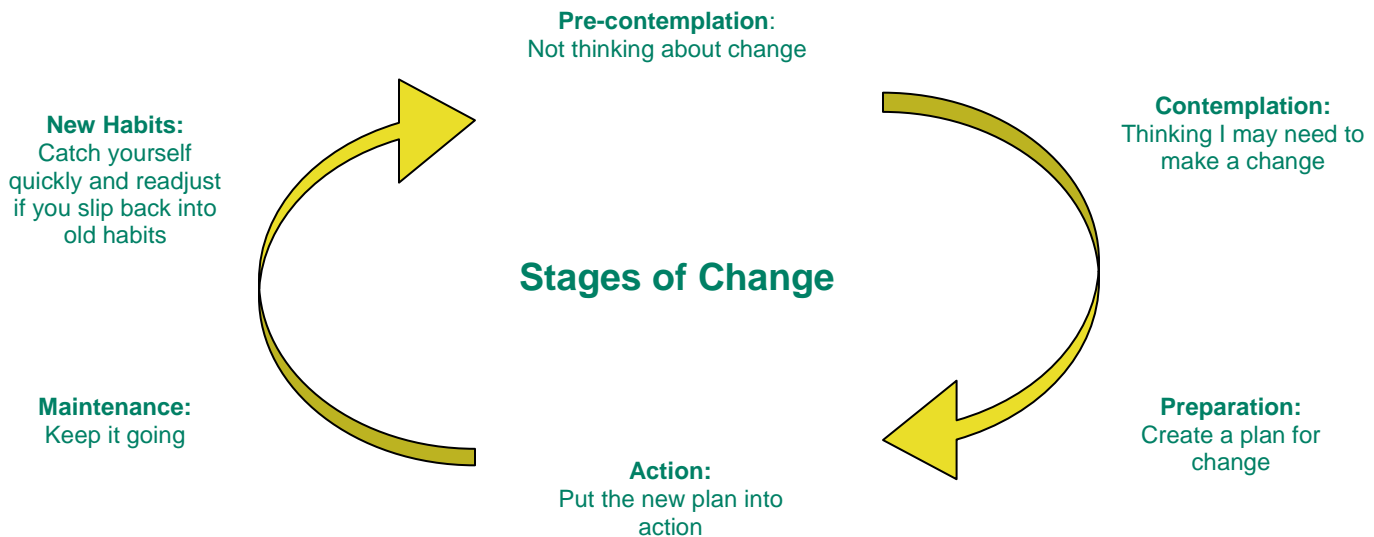 Pre-contemplation:
Not thinking about change
Contemplation:
Thinking I may need to
make a change
New Habits:
Catch yourself
quickly and readjust
if you slip back into
old habits
Stages of Change
Maintenance:
Keep it going
Preparation:
Create a plan for
change
Action:
Put the new plan into
action